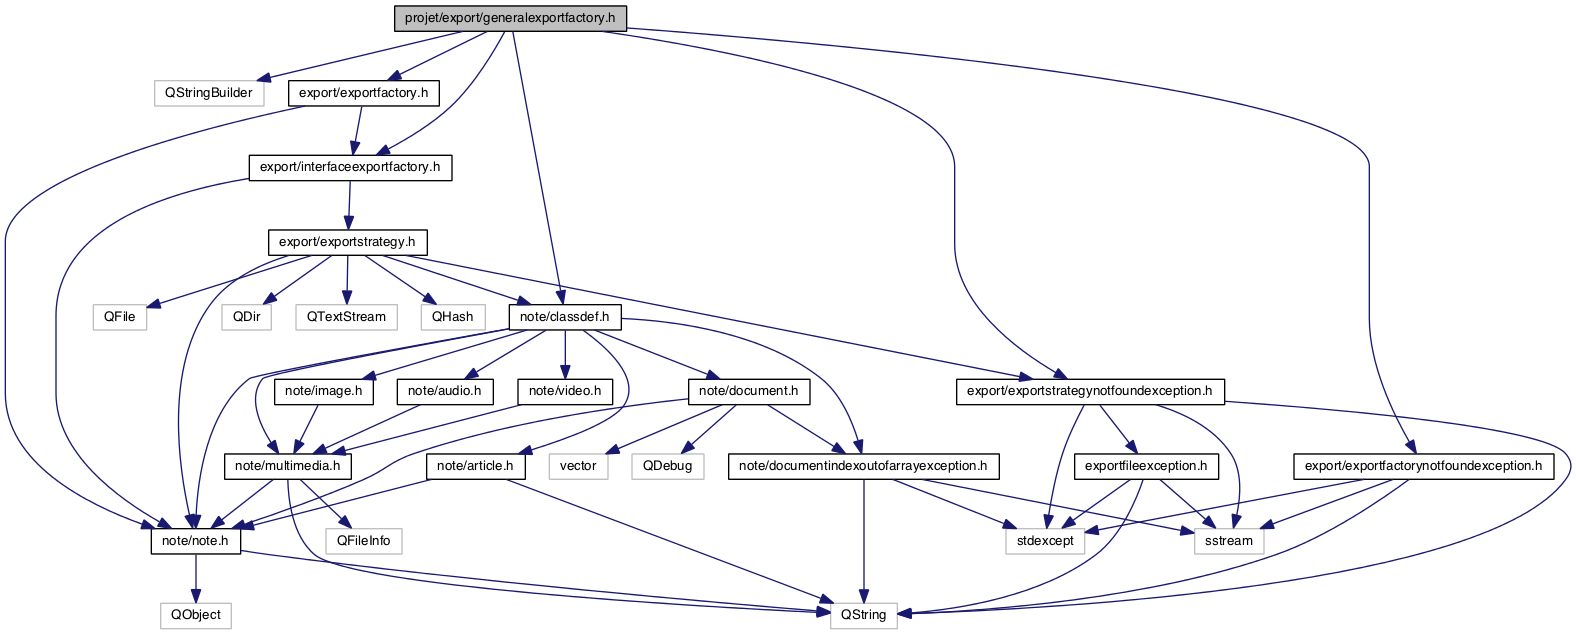 projet/export/generalexportfactory.h
QStringBuilder
export/exportfactory.h
export/interfaceexportfactory.h
export/exportstrategy.h
QFile
QDir
QTextStream
QHash
note/classdef.h
note/image.h
note/audio.h
note/video.h
note/document.h
export/exportstrategynotfoundexception.h
note/multimedia.h
note/article.h
vector
QDebug
note/documentindexoutofarrayexception.h
exportfileexception.h
export/exportfactorynotfoundexception.h
note/note.h
QFileInfo
stdexcept
sstream
QObject
QString